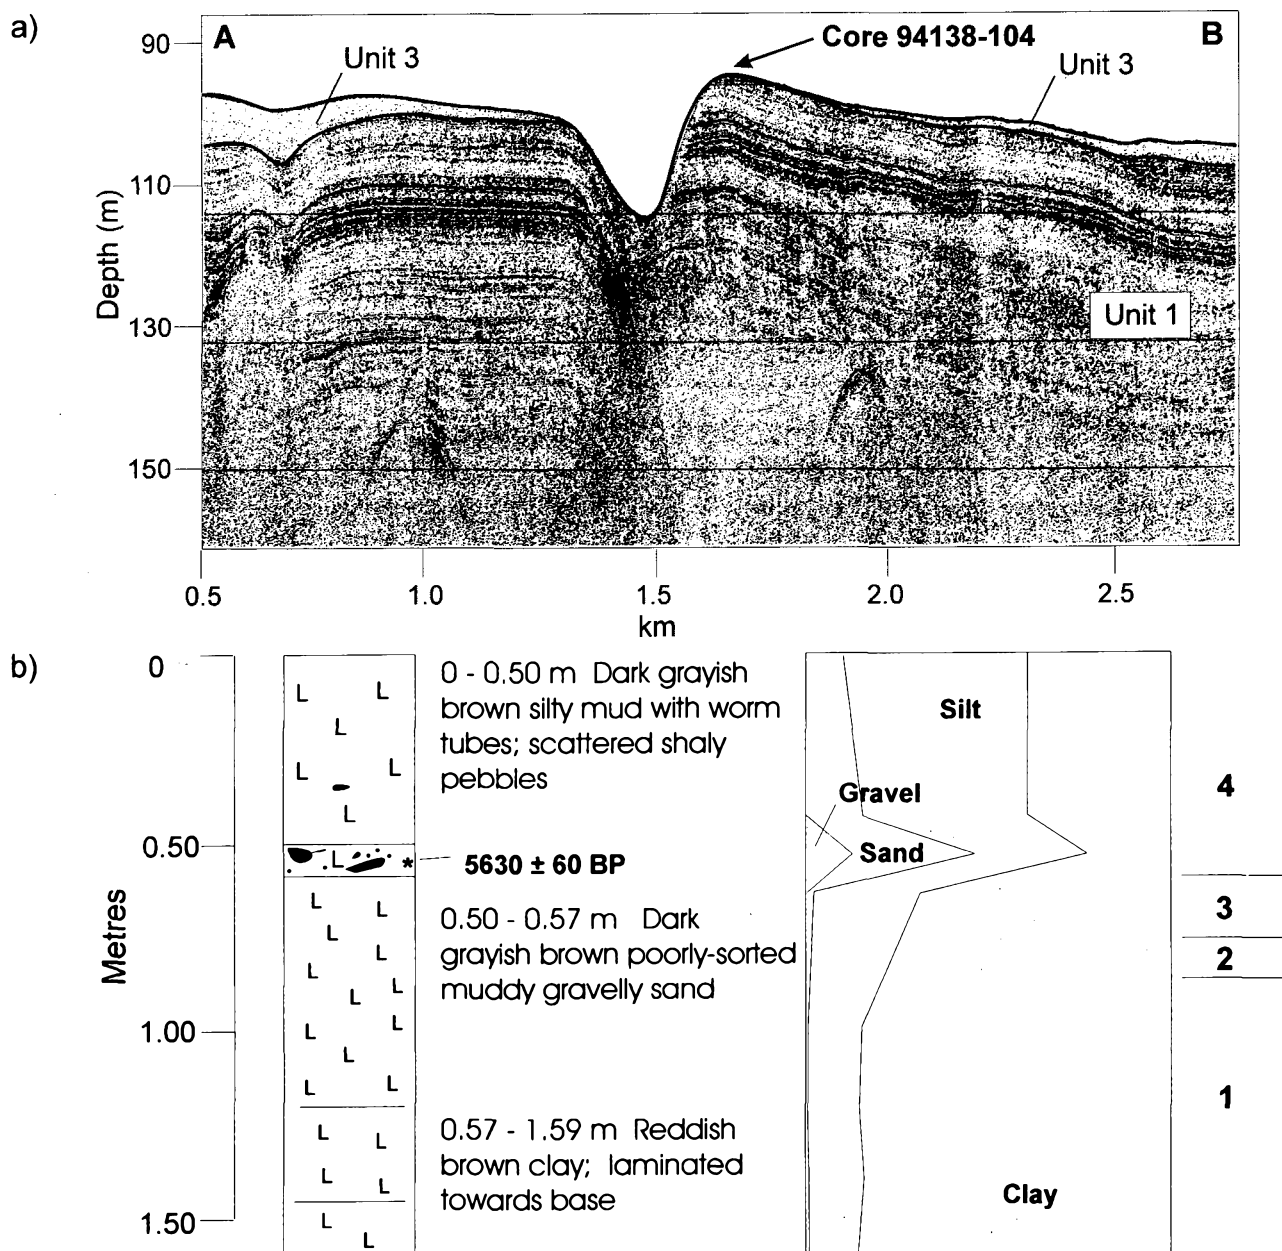 a)
A
Core 94138-104
B
Unit 3
Unit 3
90
110
130
150
Depth (m)
Unit 1
0.5
1.0
1.5
2.0
2.5
km
b)
0
0.50
1.00
1.50
Metres
L L
L
L L
L
L
L L
L
L L
L
L
L L
L
L L
L L
L
L
L
L
L
0 - 0.50 m Dark grayish
brown silty mud with worm
tubes; scattered shaly
pebbles
* 5630 ± 60 BP
0.50 - 0.57 m Dark
grayish brown poorly-sorted
muddy gravelly sand
0.57 - 1.59 m Reddish
brown clay; laminated
towards base
Silt
Gravel
Sand
Clay
4
3
2
1